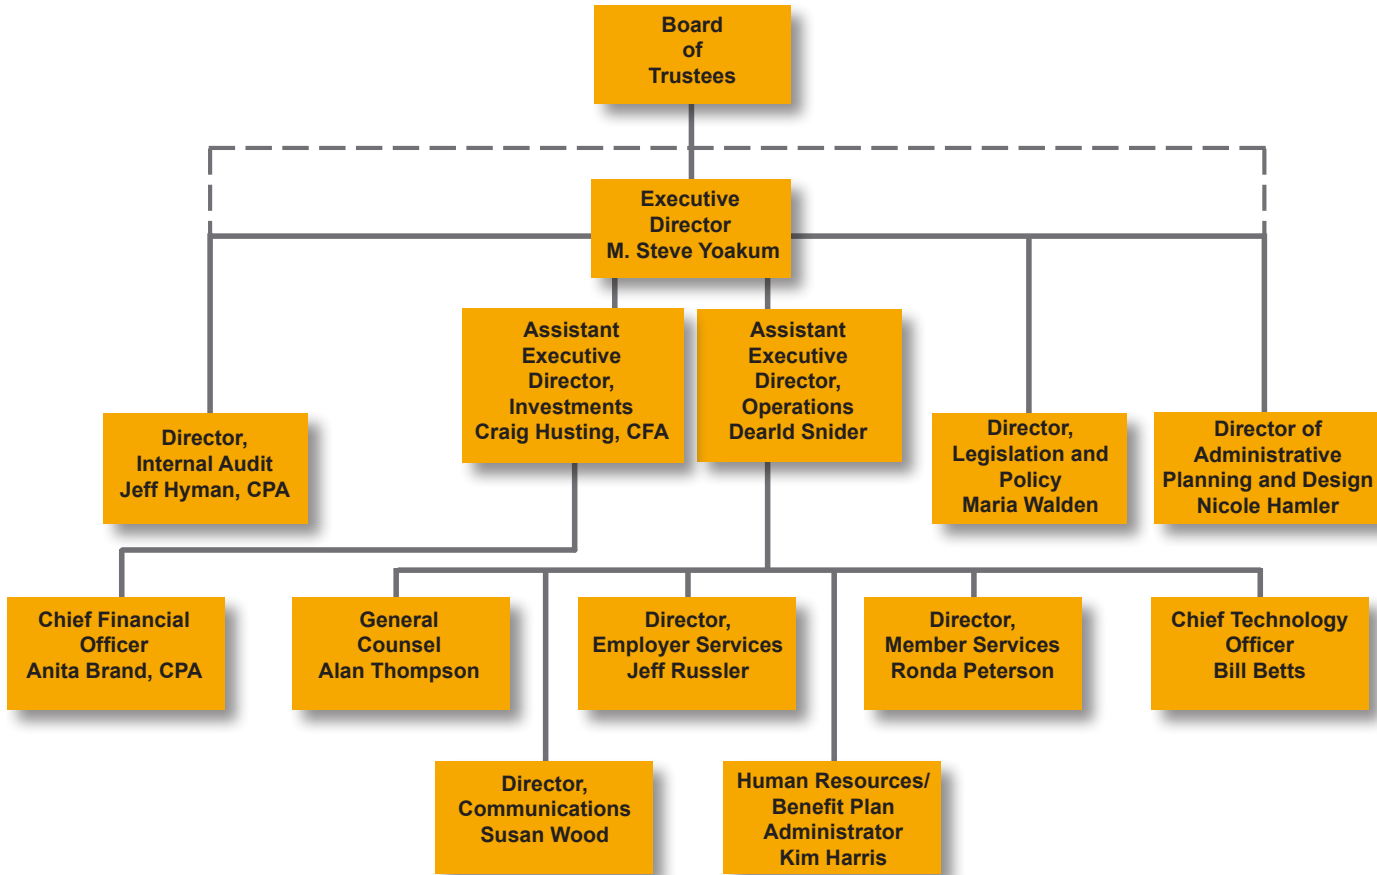 Board
of
Trustees
Executive
Director
M. Steve Yoakum
Assistant
Executive
Director,
Investments
Craig Husting, CFA
Assistant
Executive
Director,
Operations
Dearld Snider
Director,
Internal Audit
Jeff Hyman, CPA
Director,
Legislation and
Policy
Maria Walden
Director of
Administrative
Planning and Design
Nicole Hamler
Chief Financial
Officer
Anita Brand, CPA
General
Counsel
Alan Thompson
Director,
Employer Services
Jeff Russler
Director,
Member Services
Ronda Peterson
Chief Technology
Officer
Bill Betts
Director,
Communications
Susan Wood
Human Resources/
Benefit Plan
Administrator
Kim Harris